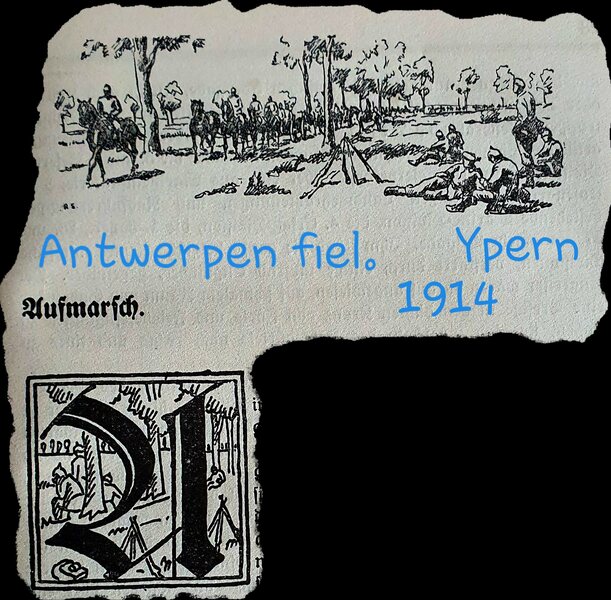 Antwerpen fiel. Ypern
1914
Aufmarsch.
A